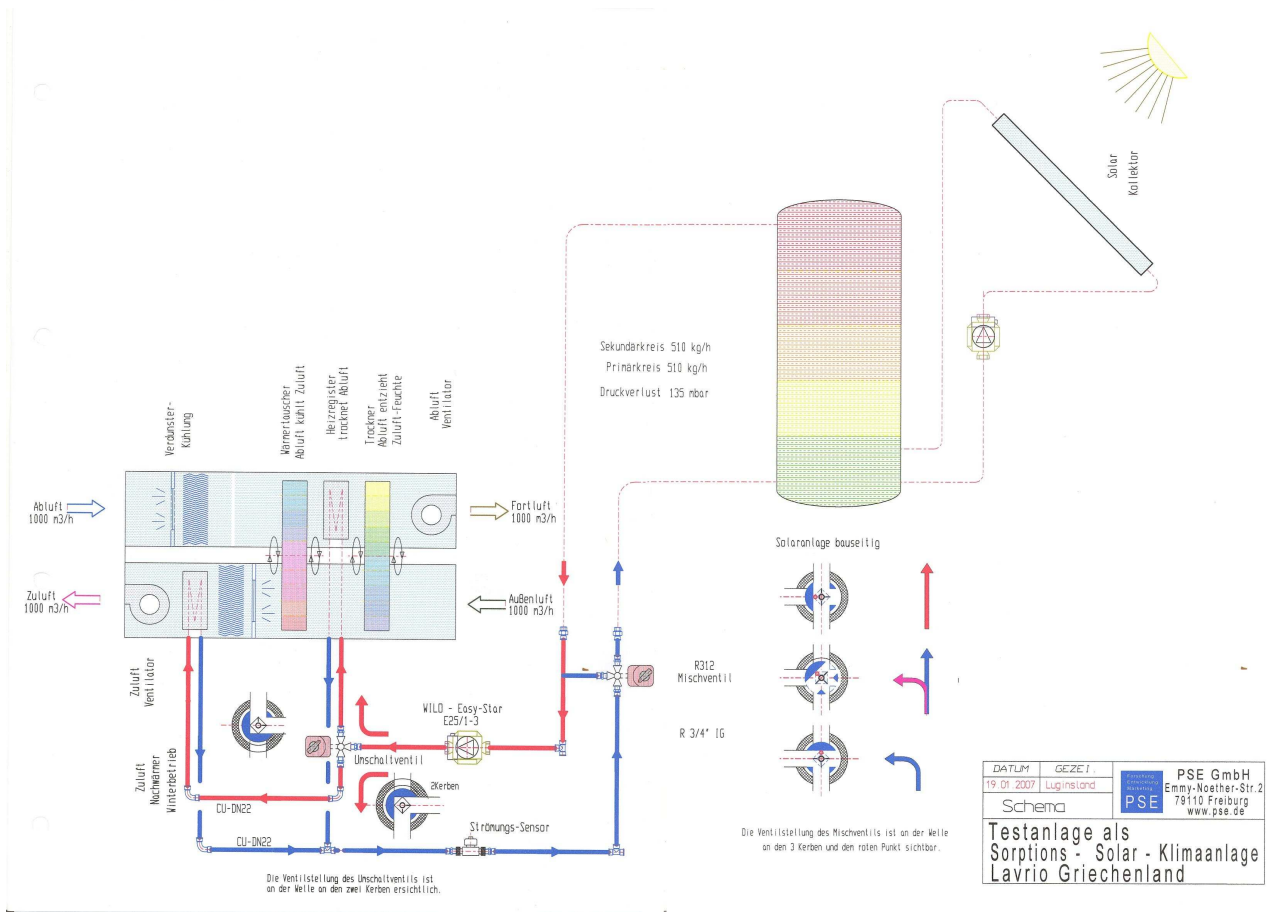 Solar
Kollektor
Sekundärkreis 510 kg/h
Primärkreis 510 kg/h
Druckverlust 135 mbar
Verdunster-
Kühlung
Wärmertauscher
Abluft kühlt Zuluft
Heizregister
trocknet Abluft
Trockner
Abluft entzieht
Zuluft-Feuchte
Abluft
Ventilator
Abluft
1000 m3/h
Fortluft
1000 m3/h
Zuluft
1000 m3/h
Außenluft
1000 m3/h
Solaranlage bauseitig
Zuluft
Ventilator
Zuluft
Nachwärmer
Winterbetrieb
WILO - Easy-Star
E25/1-3
Umschaltventil
2Kerben
R312
Mischventil
R 3/4" IG
CU-DN22
CU-DN22
Strömungs-Sensor
Die Ventilstellung des Umschaltventils ist
an der Welle an den zwei Kerben ersichtlich.
Die Ventilstellung des Mischventils ist an der Welle
an den 3 Kerben und dem roten Punkt sichtbar.
DATUM GEZEI.
19.01.2007 Luginsland
Schema
Forschung
Entwicklung
Marketing
PSE
PSE GmbH
Emmy-Noether-Str.2
79110 Freiburg
www.pse.de
Testanlage als
Sorptions - Solar - Klimaanlage
Lavrio Griechenland